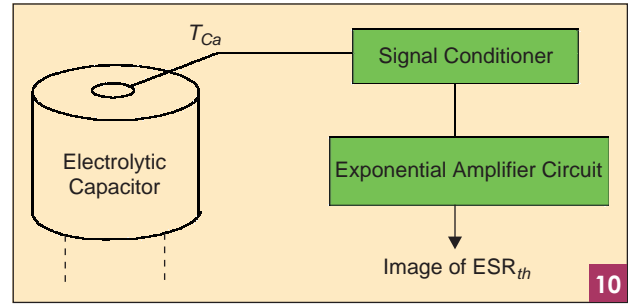 T_Ca
Signal Conditioner
Electrolytic
Capacitor
Exponential Amplifier Circuit
Image of ESR_th
10